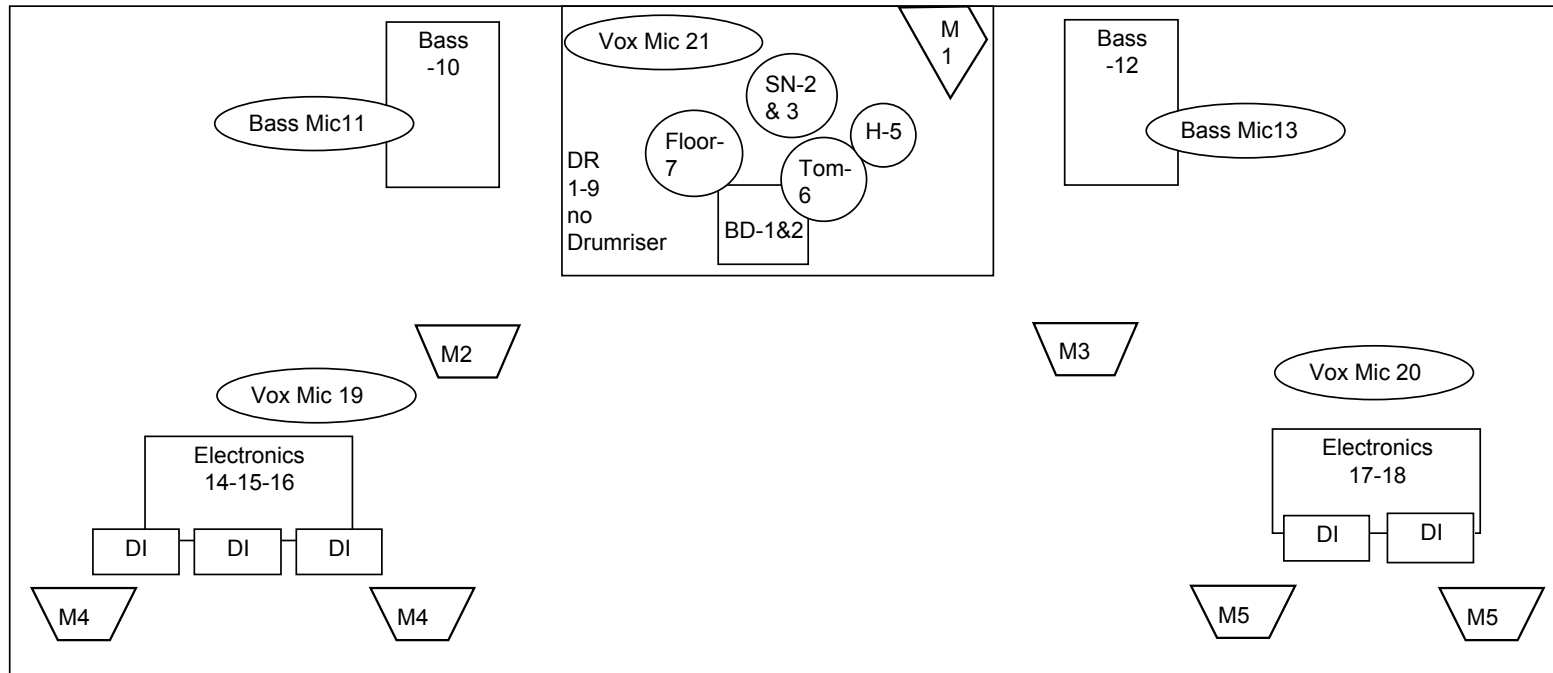 Bass
-10
Bass Mic11
Vox Mic 21
M
1
SN-2
& 3
H-5
Floor-
7
Tom-
6
BD-1&2
DR
1-9
no
Drumriser
Bass
-12
Bass Mic13
M2
M3
Vox Mic 19
Vox Mic 20
Electronics
14-15-16
DI
DI
DI
Electronics
17-18
DI
DI
M4
M4
M5
M5